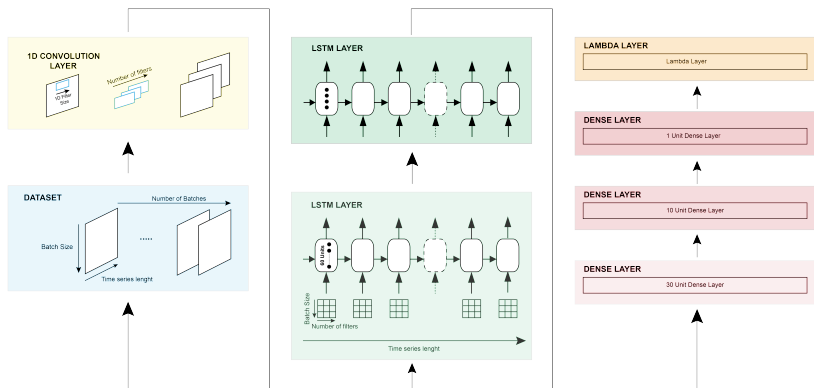 1D CONVOLUTION
LAYER
Number of filters
1D Filter
Size
DATASET
Number of Batches
Batch Size
.....
Time series lenght
LSTM LAYER
LSTM LAYER
60 Units
Batch Size
Number of filters
Time series lenght
LAMBDA LAYER
Lambda Layer
DENSE LAYER
1 Unit Dense Layer
DENSE LAYER
10 Unit Dense Layer
DENSE LAYER
30 Unit Dense Layer